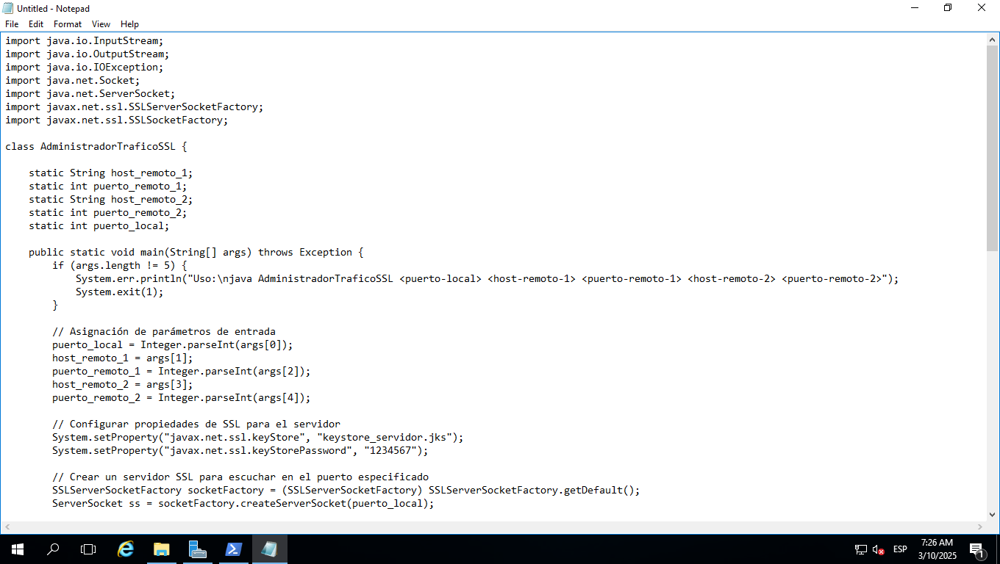 Untitled - Notepad
File Edit Format View Help
import java.io.InputStream;
import java.io.OutputStream;
import java.io.IOException;
import java.net.Socket;
import java.net.ServerSocket;
import javax.net.ssl.SSLServerSocketFactory;
import javax.net.ssl.SSLSocketFactory;

class AdministradorTraficoSSL {

    static String host_remoto_1;
    static int puerto_remoto_1;
    static String host_remoto_2;
    static int puerto_remoto_2;
    static int puerto_local;

    public static void main(String[] args) throws Exception {
        if (args.length != 5) {
            System.err.println("Uso:\njava AdministradorTraficoSSL <puerto-local> <host-remoto-1> <puerto-remoto-1> <host-remoto-2> <puerto-remoto-2>");
            System.exit(1);
        }

        // Asignación de parámetros de entrada
        puerto_local = Integer.parseInt(args[0]);
        host_remoto_1 = args[1];
        puerto_remoto_1 = Integer.parseInt(args[2]);
        host_remoto_2 = args[3];
        puerto_remoto_2 = Integer.parseInt(args[4]);

        // Configurar propiedades de SSL para el servidor
        System.setProperty("javax.net.ssl.keyStore", "keystore_servidor.jks");
        System.setProperty("javax.net.ssl.keyStorePassword", "1234567");

        // Crear un servidor SSL para escuchar en el puerto especificado
        SSLServerSocketFactory socketFactory = (SSLServerSocketFactory) SSLServerSocketFactory.getDefault();
        ServerSocket ss = socketFactory.createServerSocket(puerto_local);
ESP
7:26 AM
3/10/2025
1